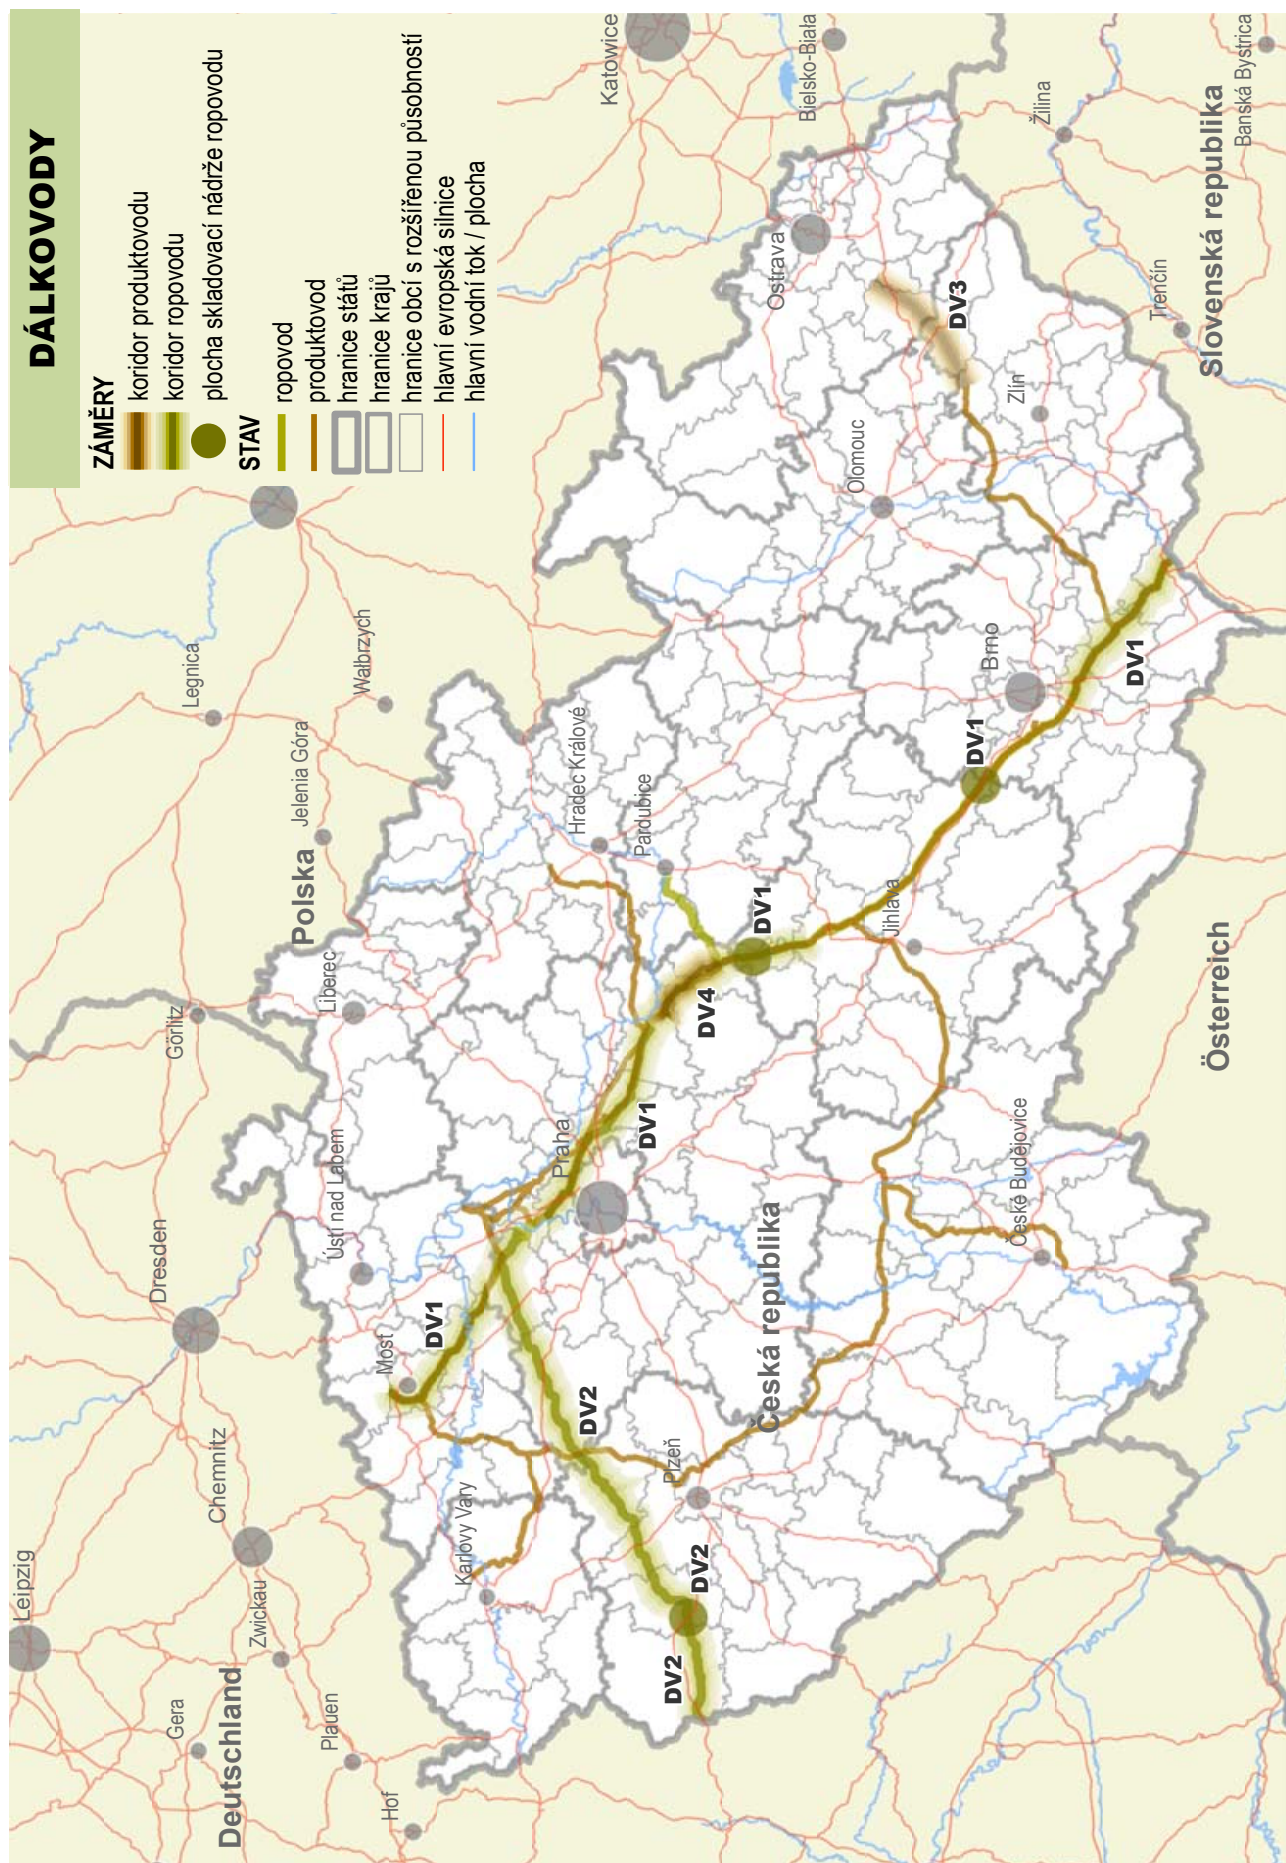 DÁLKOVODY
ZÁMĚRY
koridor produktovodu
koridor ropovodu
plocha skladovací nádrže ropovodu
STAV
ropovod
produktovod
hranice států
hranice krajů
hranice obcí s rozšířenou působností
hlavní evropská silnice
hlavní vodní tok / plocha
Leipzig
Gera
Zwickau
Chemnitz
Dresden
Deutschland
Plauen
Hof
Görlitz
Polska
Jelenia Góra
Legnica
Wałbrzych
Katowice
Bielsko-Biała
Liberec
Ústí nad Labem
Most
DV1
Karlovy Vary
DV2
Praha
DV1
Hradec Králové
Pardubice
DV4
DV1
Plzeň
DV2
DV2
Česká republika
Jihlava
České Budějovice
Olomouc
Ostrava
DV3
Zlín
Brno
DV1
DV1
Žilina
Trenčín
Banská Bystrica
Slovenská republika
Österreich